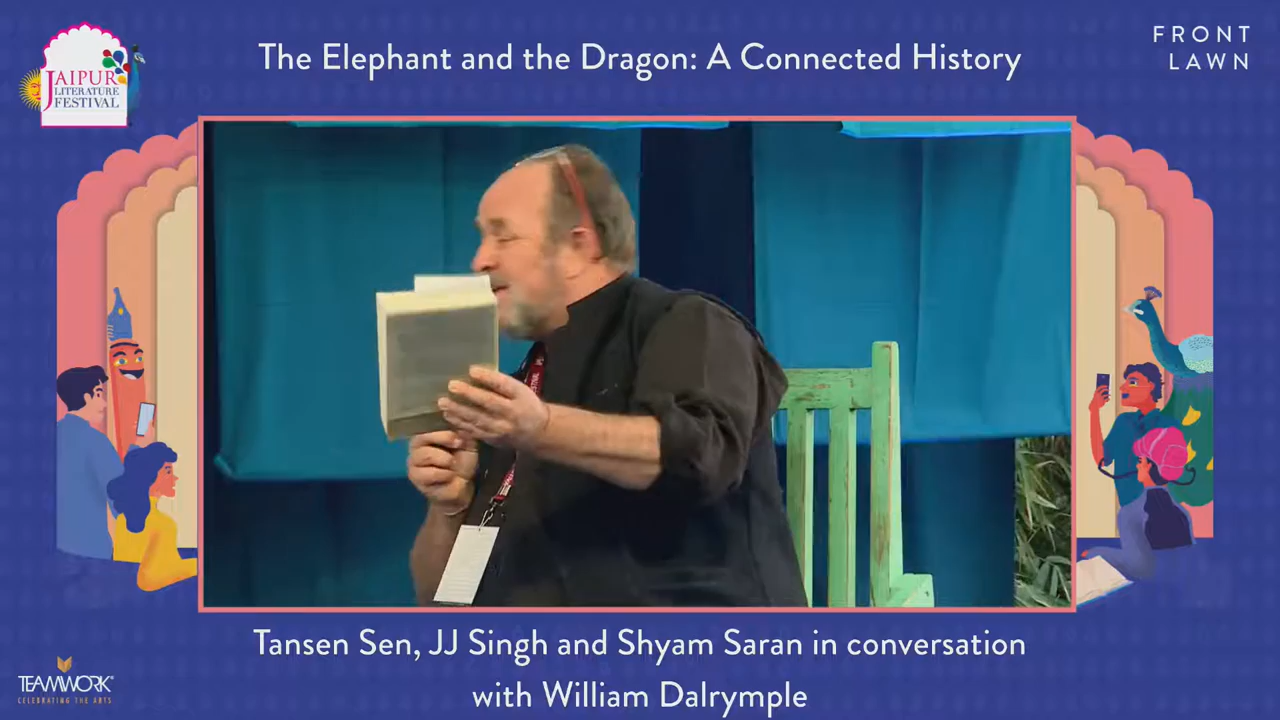 JAIPUR
LITERATURE
FESTIVAL
The Elephant and the Dragon: A Connected History
FRONT
LAWN
Tansen Sen, JJ Singh and Shyam Saran in conversation
with William Dalrymple
TEAMWORK
CELEBRATING THE ARTS